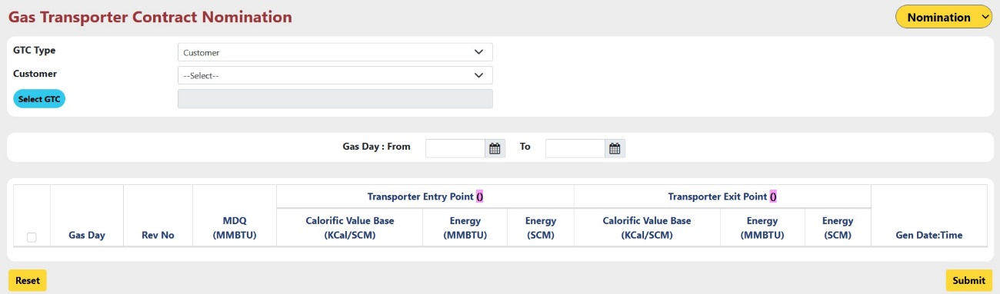 Gas Transporter Contract Nomination
Nomination
GTC Type
Customer
Customer
--Select--
Select GTC
Gas Day : From
To
Transporter Entry Point ()
Transporter Exit Point ()
Gas Day
Rev No
MDQ
(MMBTU)
Calorific Value Base
(KCal/SCM)
Energy
(MMBTU)
Energy
(SCM)
Calorific Value Base
(KCal/SCM)
Energy
(MMBTU)
Energy
(SCM)
Gen Date:Time
Reset
Submit